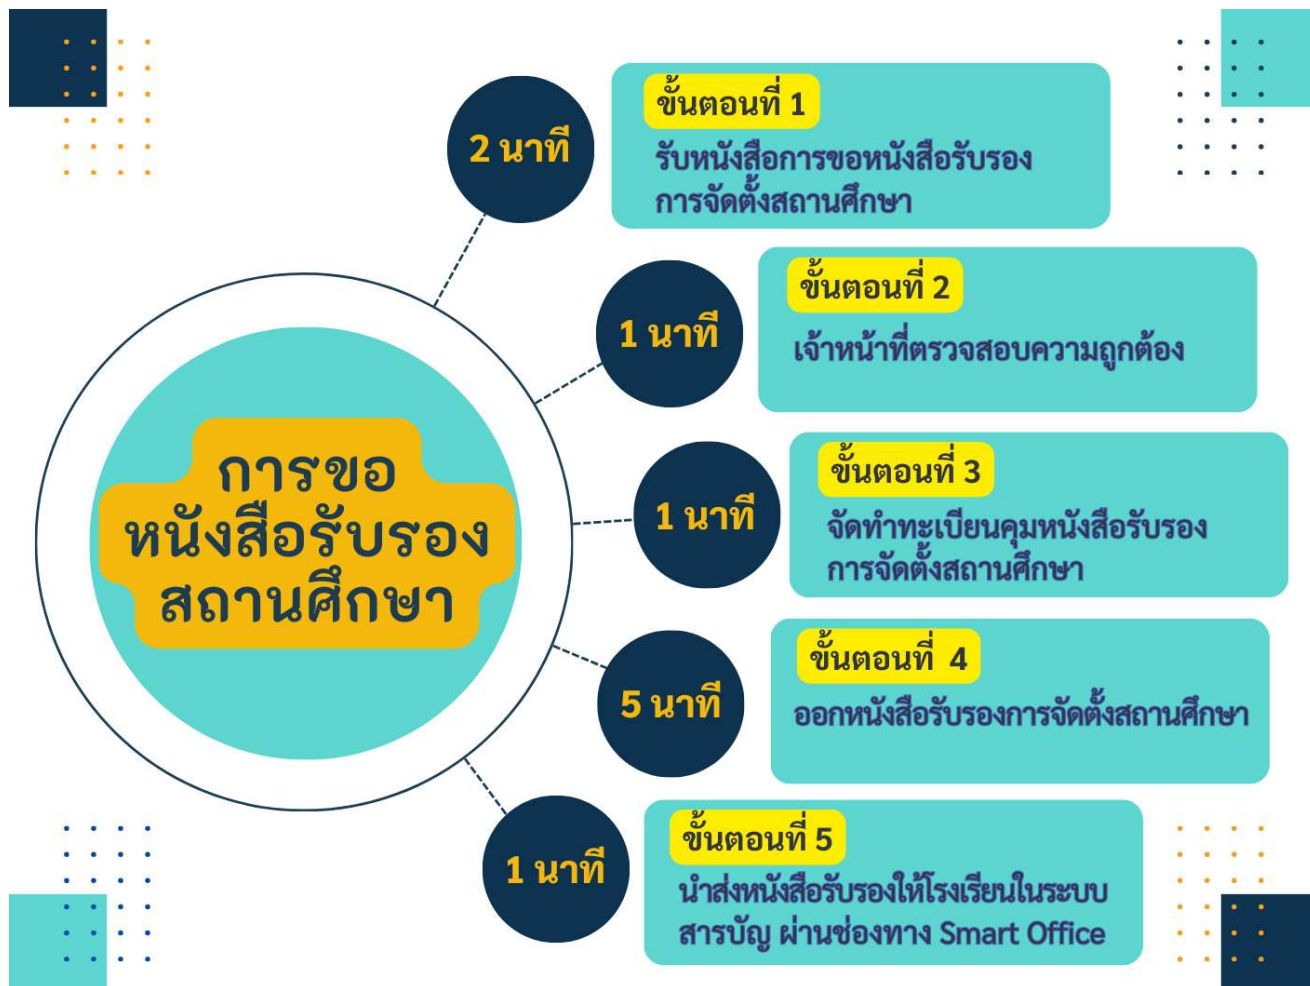 การขอ
หนังสือรับรอง
สถานศึกษา
2 นาที
ขั้นตอนที่ 1
รับหนังสือการขอหนังสือรับรอง
การจัดตั้งสถานศึกษา
1 นาที
ขั้นตอนที่ 2
เจ้าหน้าที่ตรวจสอบความถูกต้อง
1 นาที
ขั้นตอนที่ 3
จัดทำทะเบียนคุมหนังสือรับรอง
การจัดตั้งสถานศึกษา
5 นาที
ขั้นตอนที่ 4
ออกหนังสือรับรองการจัดตั้งสถานศึกษา
1 นาที
ขั้นตอนที่ 5
นำส่งหนังสือรับรองให้โรงเรียนในระบบ
สารบัญ ผ่านช่องทาง Smart Office